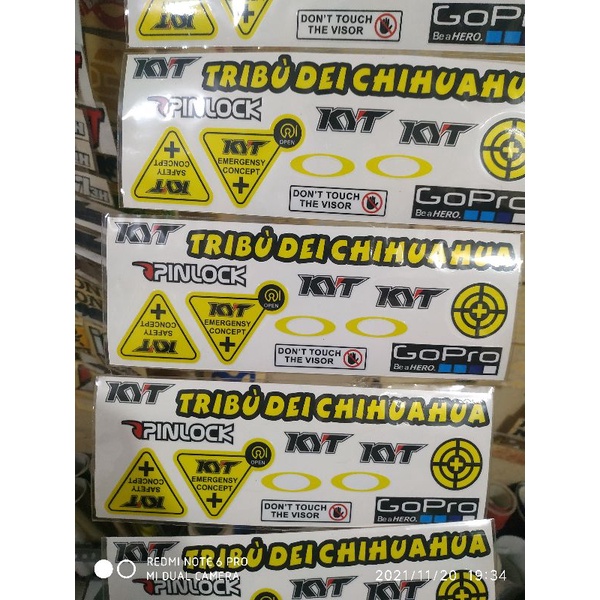 KYT
DON'T TOUCH
THE VISOR
GoPro
Be a HERO.
KYT
TRIBÙ DEI CHIHUAHU
PINLOCK
KYT
KYT
KYT
SAFETY
CONCEPT
KYT
EMERGENSY
CONCEPT
OPEN
DON'T TOUCH
THE VISOR
GoPro
Be a HERO.
KYT
TRIBÙ DEI CHIHUAHUA
PINLOCK
KYT
KYT
KYT
SAFETY
CONCEPT
KYT
EMERGENSY
CONCEPT
OPEN
DON'T TOUCH
THE VISOR
GoPro
Be a HERO.
KYT
TRIBÙ DEI CHIHUAHUA
PINLOCK
KYT
KYT
KYT
SAFETY
CONCEPT
KYT
EMERGENSY
CONCEPT
OPEN
DON'T TOUCH
THE VISOR
GoPro
Be a HERO.
KYT
TRIBÙ DEI CHIHUAHUA
PINLOCK
KYT
KYT
REDMI NOTE 6 PRO
MI DUAL CAMERA
2021/11/20 19:34